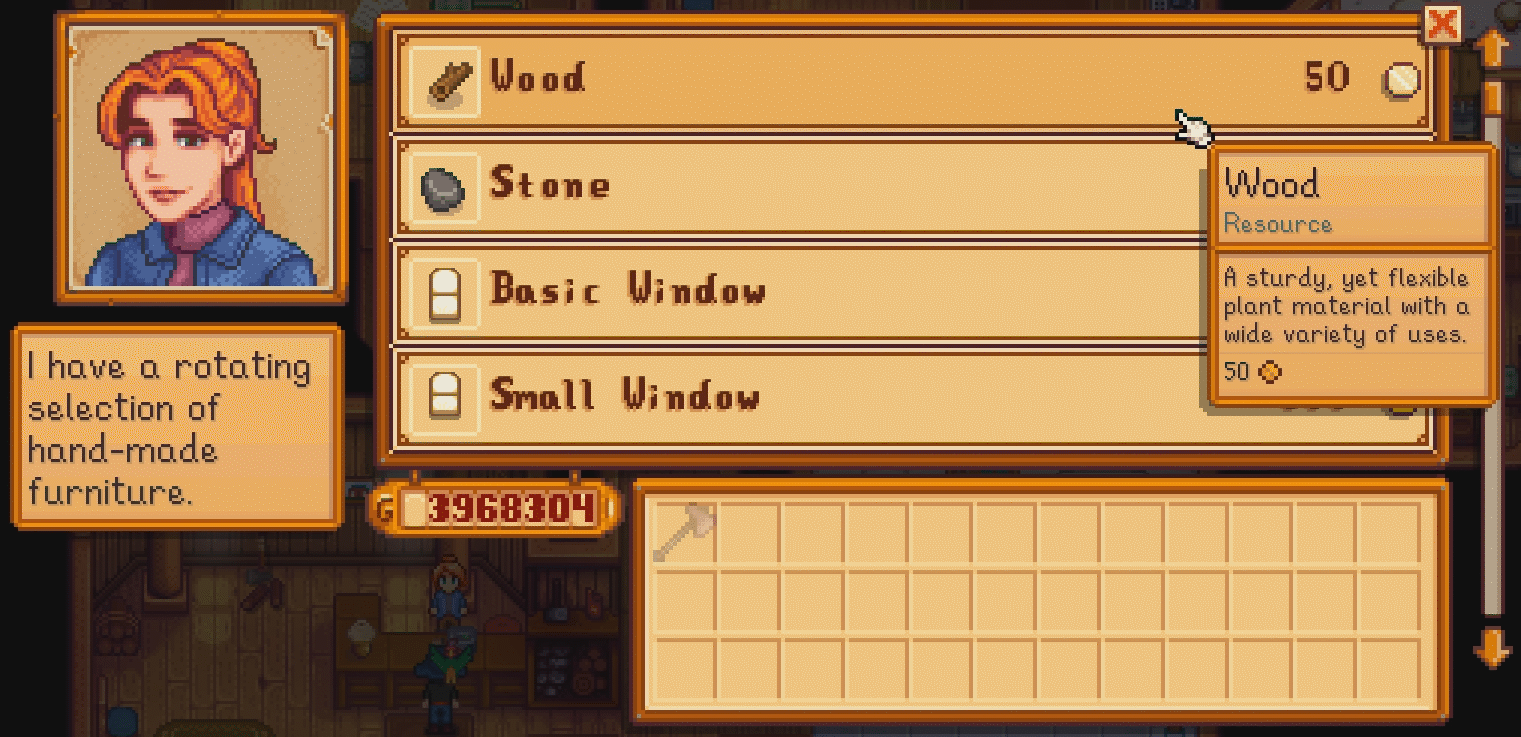 Wood 50
Stone
Basic Window
Small Window
Wood
Resource
A sturdy, yet flexible
plant material with a
wide variety of uses.
50
I have a rotating
selection of
hand-made
furniture.
G 3968304